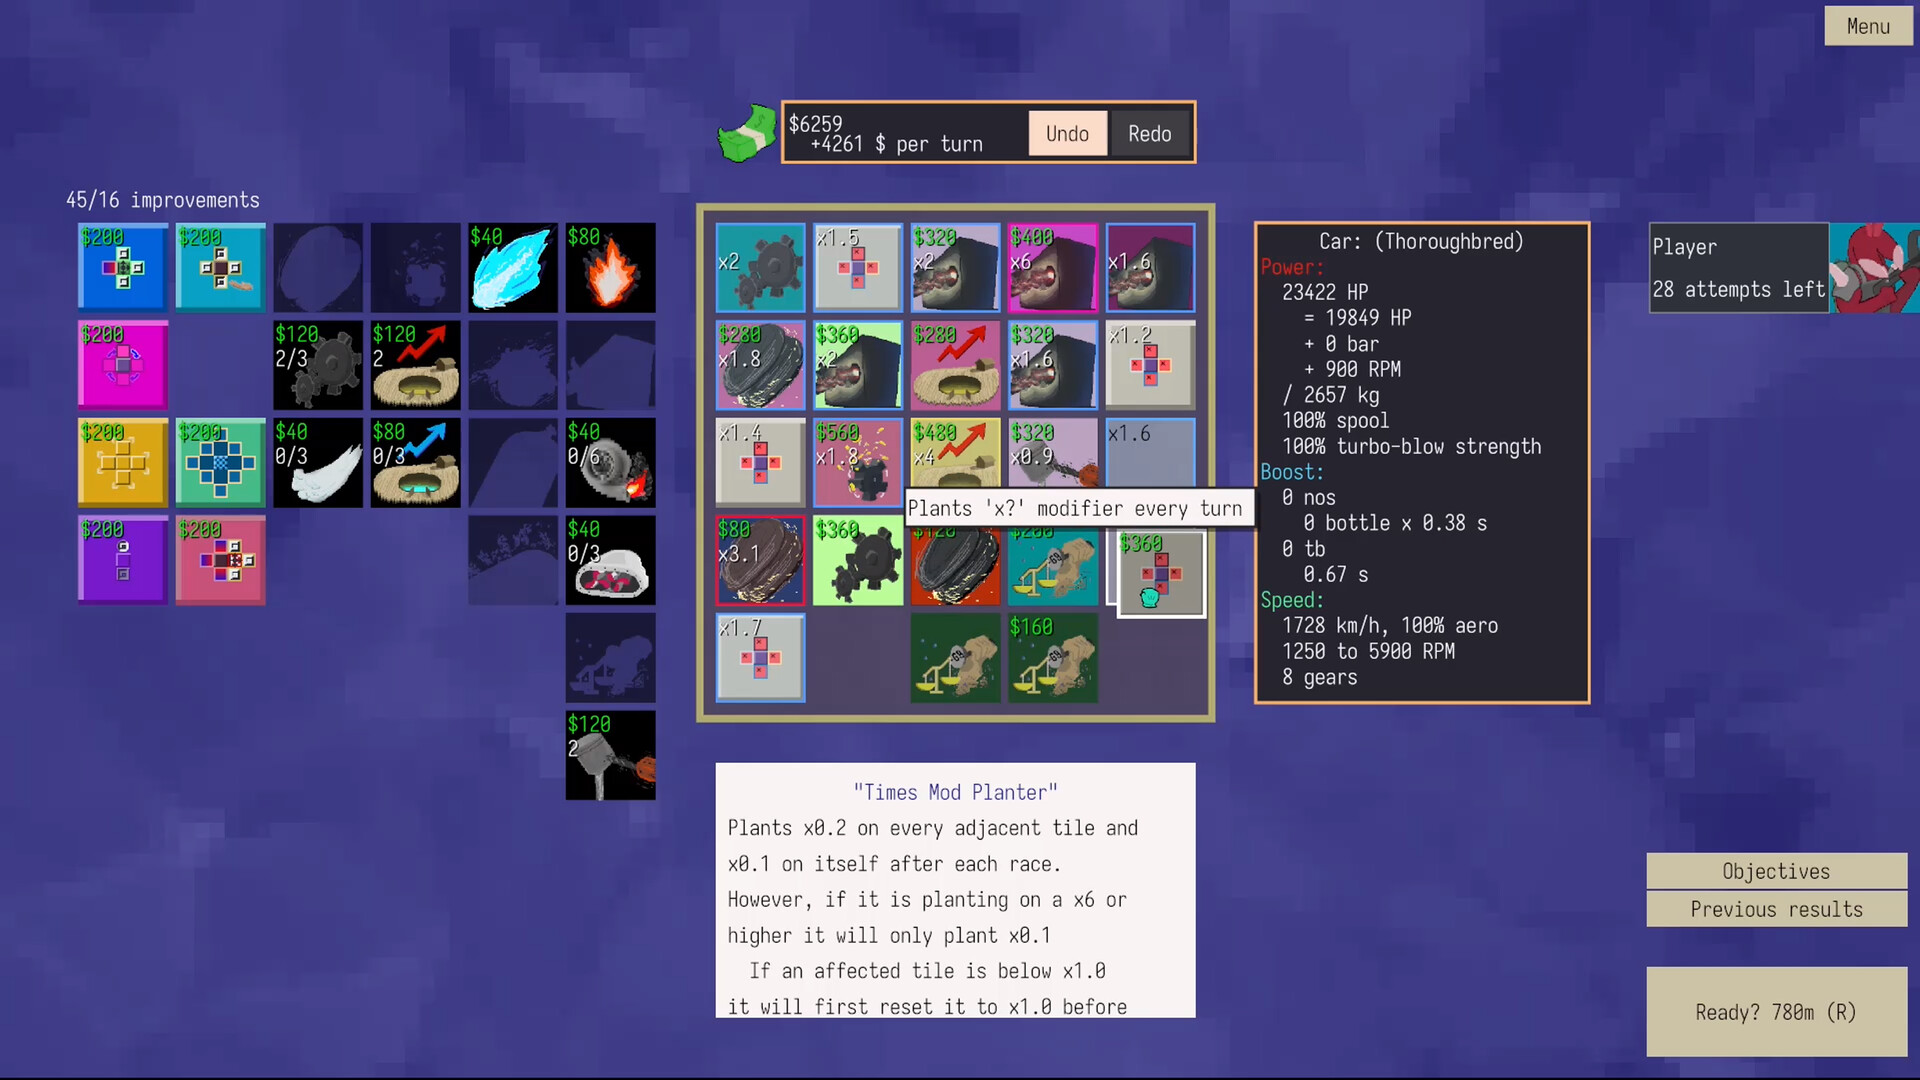 Menu
$6259
+4261 $ per turn
Undo
Redo
45/16 improvements
$200
$200
$40
$80
x2
x1.5
$320
x2
$400
x6
x1.6
Car: (Thoroughbred)
Power:
23422 HP
= 19849 HP
+ 0 bar
+ 900 RPM
/ 2657 kg
100% spool
100% turbo-blow strength
Boost:
0 nos
0 bottle x 0.38 s
0 tb
0.67 s
Speed:
1728 km/h, 100% aero
1250 to 5900 RPM
8 gears
Player
28 attempts left
$200
$120
2/3
$120
2
$280
x1.8
$360
x2
$280
$320
x1.6
x1.2
$200
$200
$40
0/3
$80
0/3
$40
0/6
x1.4
$560
x1.8
$480
x4
$320
x0.9
x1.6
Plants 'x?' modifier every turn
$200
$200
$40
0/3
$80
x3.1
$360
$360
x1.7
$160
$120
2
"Times Mod Planter"
Plants x0.2 on every adjacent tile and
x0.1 on itself after each race.
However, if it is planting on a x6 or
higher it will only plant x0.1
If an affected tile is below x1.0
it will first reset it to x1.0 before
Objectives
Previous results
Ready? 780m (R)